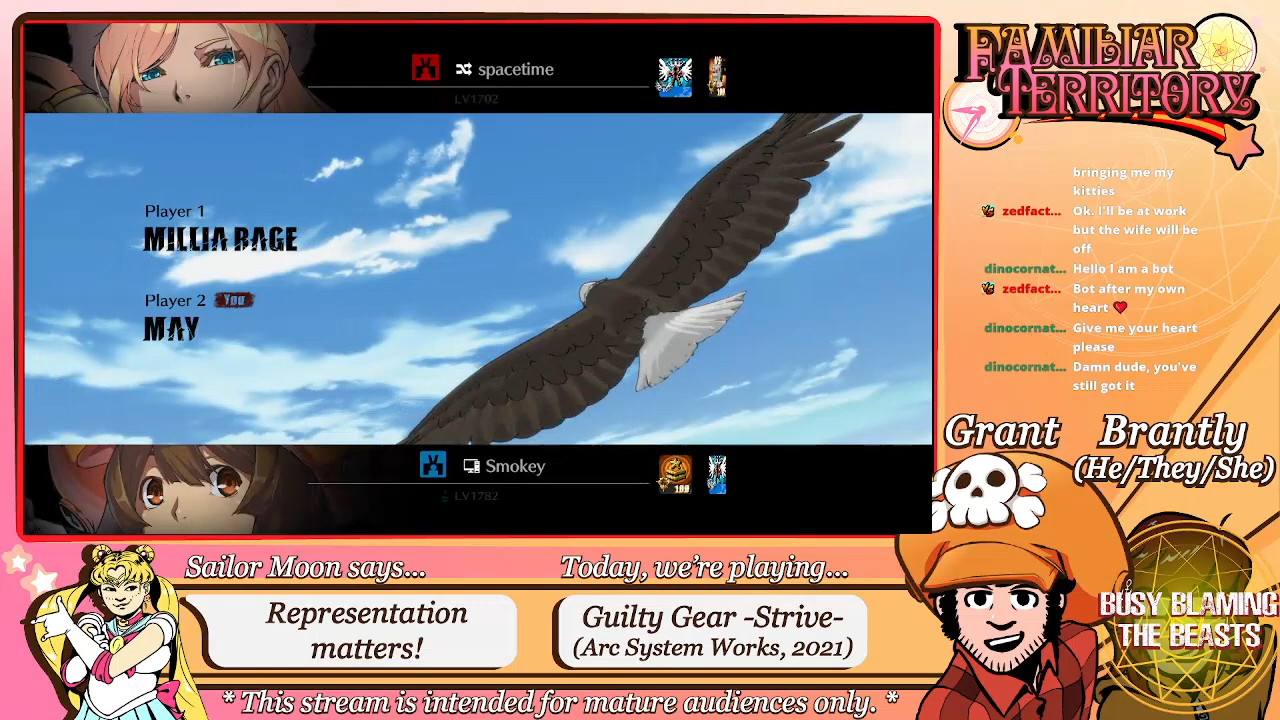 spacetime
LV1702
Player 1
MILLIA RAGE
Player 2 You
MAY
Smokey
LV1782
100
FAMILIAR
TERRITORY
bringing me my
kitties
zedfact... Ok. I'll be at work
but the wife will be
off
dinocornat... Hello I am a bot
zedfact... Bot after my own
heart ❤️
dinocornat... Give me your heart
please
dinocornat... Damn dude, you've
still got it
Grant
Brantly
(He/They/She)
BUSY BLAMING
THE BEASTS
Sailor Moon says...
Representation
matters!
Today, we're playing...
Guilty Gear -Strive-
(Arc System Works, 2021)
* This stream is intended for mature audiences only. *